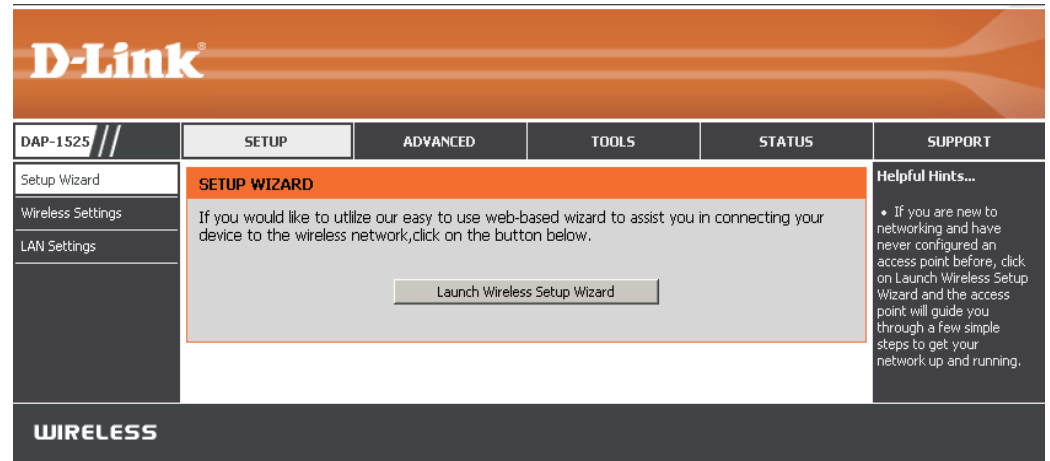 D-Link®
DAP-1525
SETUP
ADVANCED
TOOLS
STATUS
SUPPORT
Setup Wizard
Wireless Settings
LAN Settings
SETUP WIZARD
If you would like to utlilze our easy to use web-based wizard to assist you in connecting your
device to the wireless network,click on the button below.
Launch Wireless Setup Wizard
Helpful Hints...
• If you are new to
networking and have
never configured an
access point before, click
on Launch Wireless Setup
Wizard and the access
point will guide you
through a few simple
steps to get your
network up and running.
WIRELESS